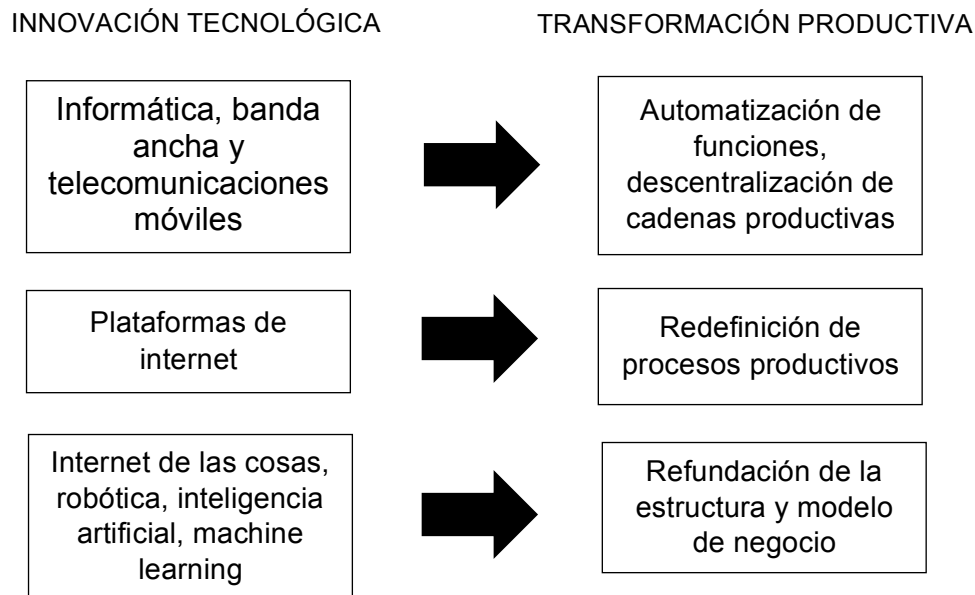 INNOVACIÓN TECNOLÓGICA
TRANSFORMACIÓN PRODUCTIVA
Informática, banda
ancha y
telecomunicaciones
móviles
Automatización de
funciones,
descentralización de
cadenas productivas
Plataformas de
internet
Redefinición de
procesos productivos
Internet de las cosas,
robótica, inteligencia
artificial, machine
learning
Refundación de la
estructura y modelo
de negocio